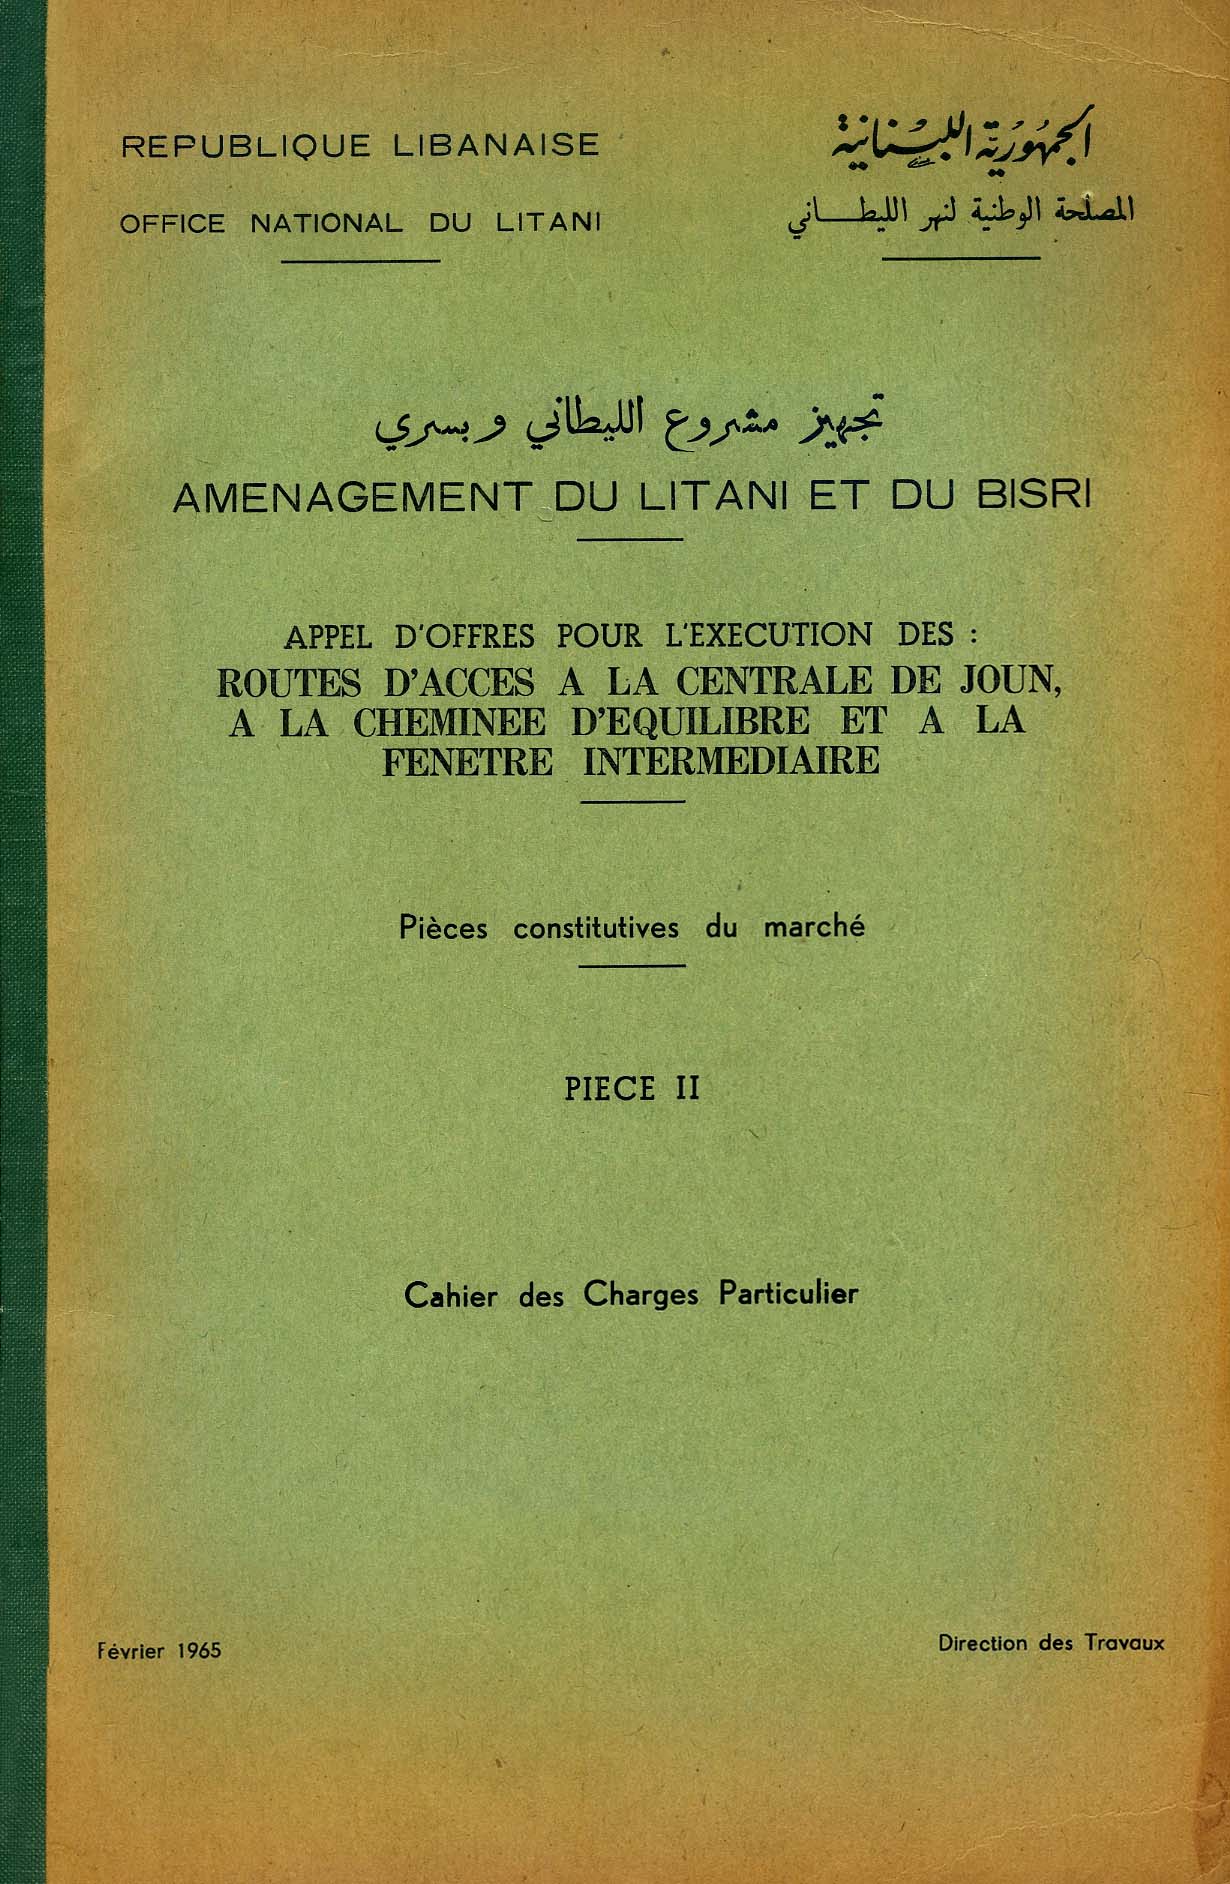 REPUBLIQUE LIBANAISE
OFFICE NATIONAL DU LITANI
الجمهورية اللبنانية
المصلحة الوطنية لنهر الليطاني
تجهيز مشروع الليطاني وبسري
AMENAGEMENT DU LITANI ET DU BISRI
APPEL D'OFFRES POUR L'EXECUTION DES :
ROUTES D'ACCES A LA CENTRALE DE JOUN,
A LA CHEMINEE D'EQUILIBRE ET A LA
FENETRE INTERMEDIAIRE
Pièces constitutives du marché
PIECE II
Cahier des Charges Particulier
Février 1965
Direction des Travaux